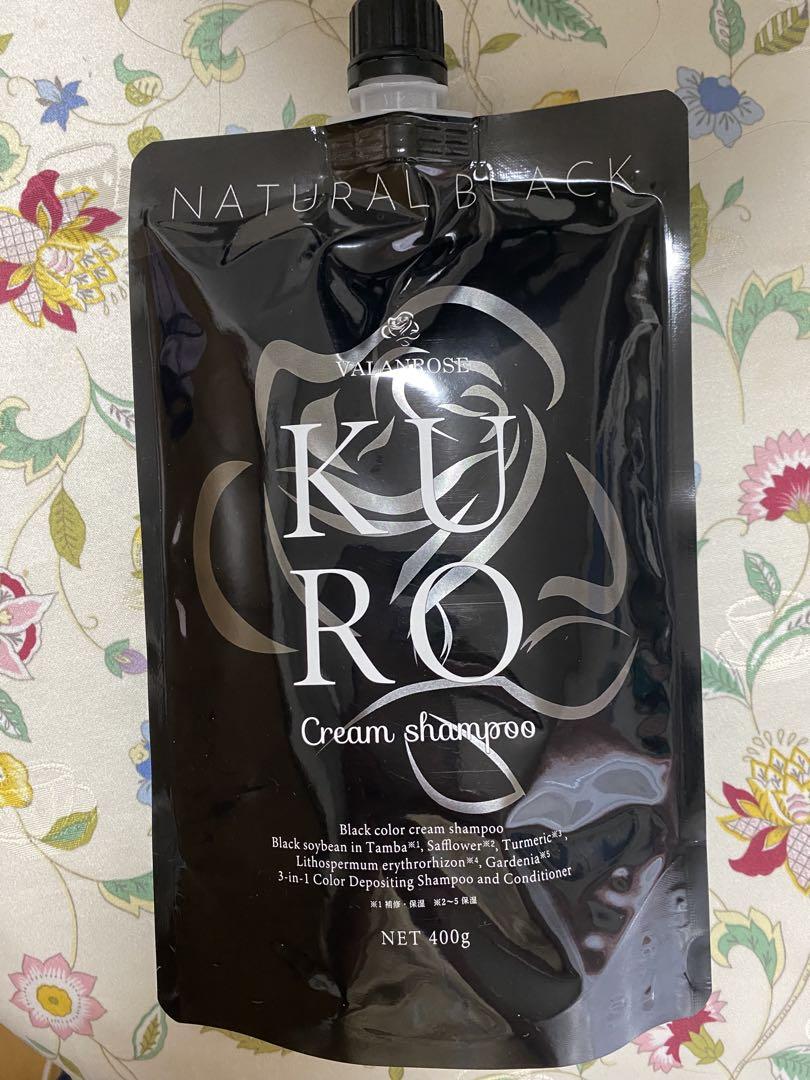 NATURAL BLACK
VALANROSE
KU
RO
Cream shampoo
Black color cream shampoo
Black soybean in Tamba※1, Safflower※2, Turmeric※3,
Lithospermum erythrorhizon※4, Gardenia※5
3-in-1 Color Depositing Shampoo and Conditioner
※1 補修・保湿 ※2～5 保湿
NET 400g